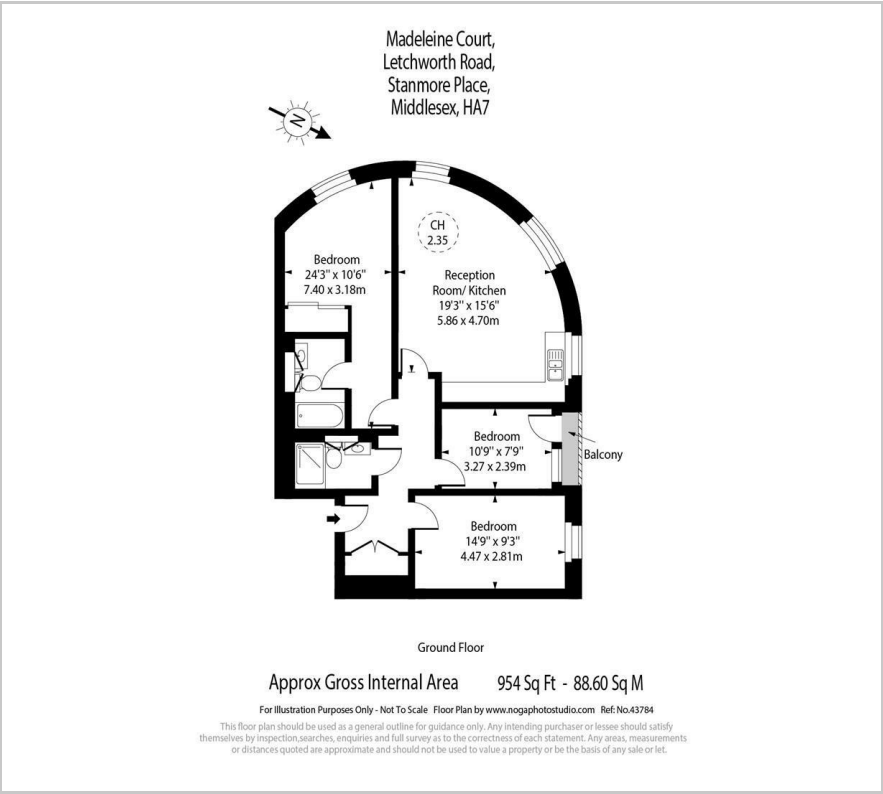 Madeleine Court,
Letchworth Road,
Stanmore Place,
Middlesex, HA7
N
CH
2.35
Bedroom
24'3" x 10'6"
7.40 x 3.18m
Reception
Room/ Kitchen
19'3" x 15'6"
5.86 x 4.70m
Bedroom
10'9" x 7'9"
3.27 x 2.39m
Balcony
Bedroom
14'9" x 9'3"
4.47 x 2.81m
Ground Floor
Approx Gross Internal Area 954 Sq Ft - 88.60 Sq M
For Illustration Purposes Only - Not To Scale Floor Plan by www.nogaphotostudio.com Ref: No.43784
This floor plan should be used as a general outline for guidance only. Any intending purchaser or lessee should satisfy
themselves by inspection,searches, enquiries and full survey as to the correctness of each statement. Any areas, measurements
or distances quoted are approximate and should not be used to value a property or be the basis of any sale or let.